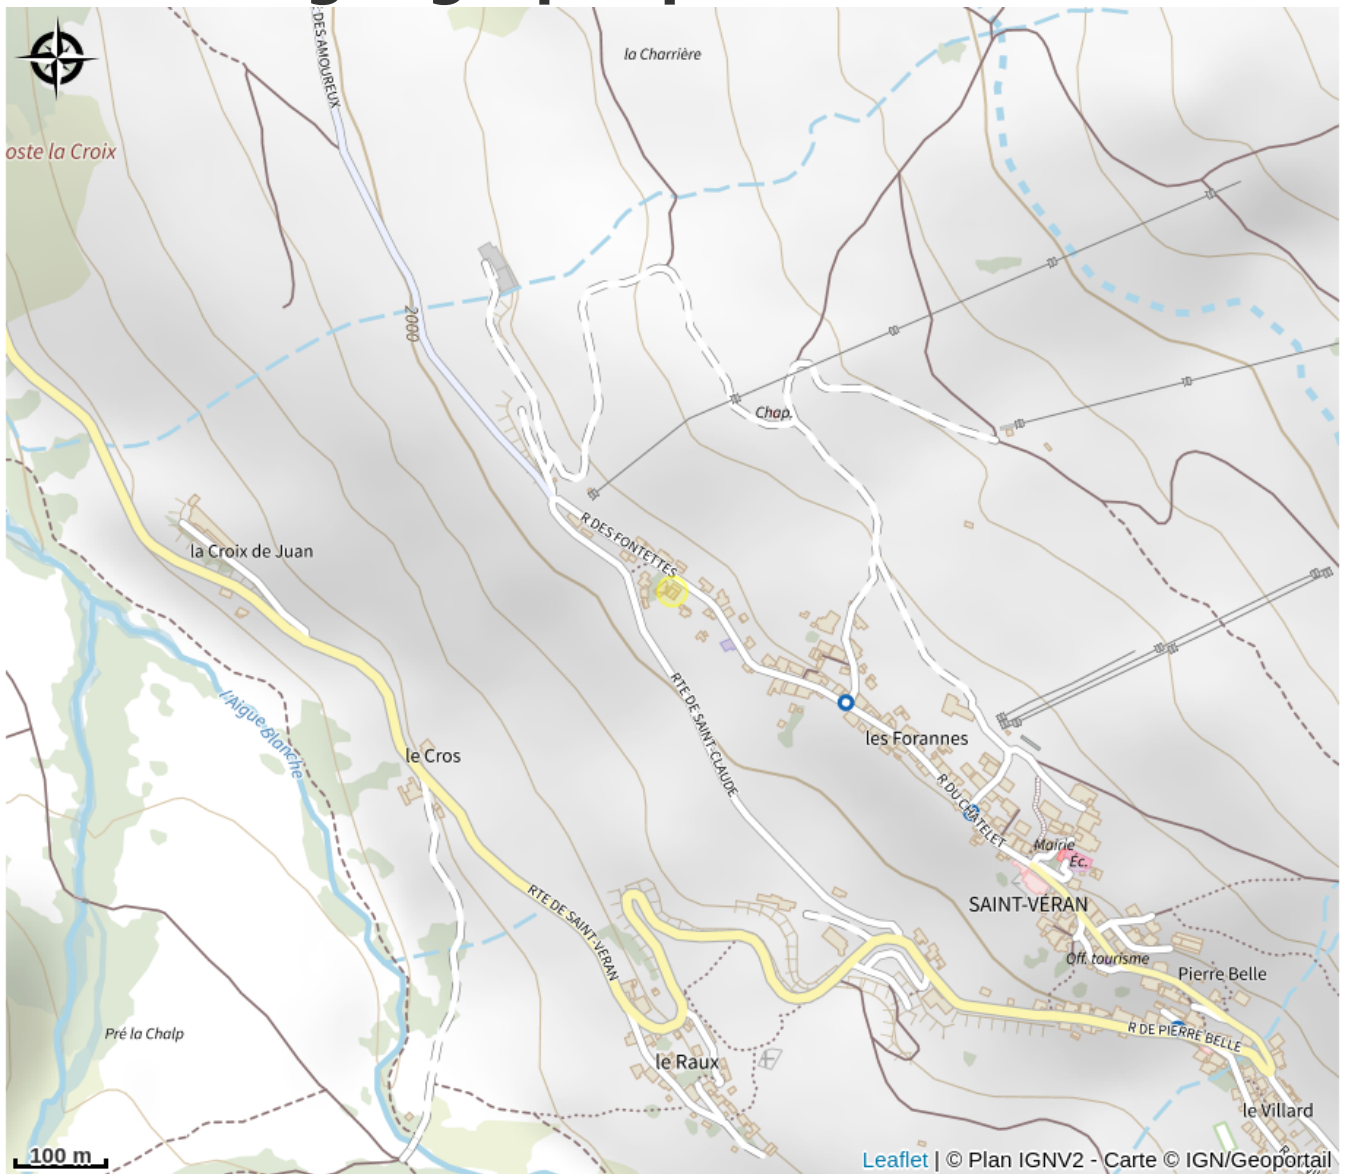 DES AMOUREUX
la Charrière
oste la Croix
2000
Chap.
R DES FONTETTES
la Croix de Juan
l'Aigue Blanche
RTE DE SAINT-CLAUDE
les Forannes
le Cros
R DU CHATELET
Mairie
Éc.
RTE DE SAINT-VERAN
SAINT-VÉRAN
Off. tourisme
Pierre Belle
Pré la Chalp
R DE PIERRE BELLE
le Raux
le Villard
100 m
Leaflet | © Plan IGNV2 - Carte © IGN/Geoportail